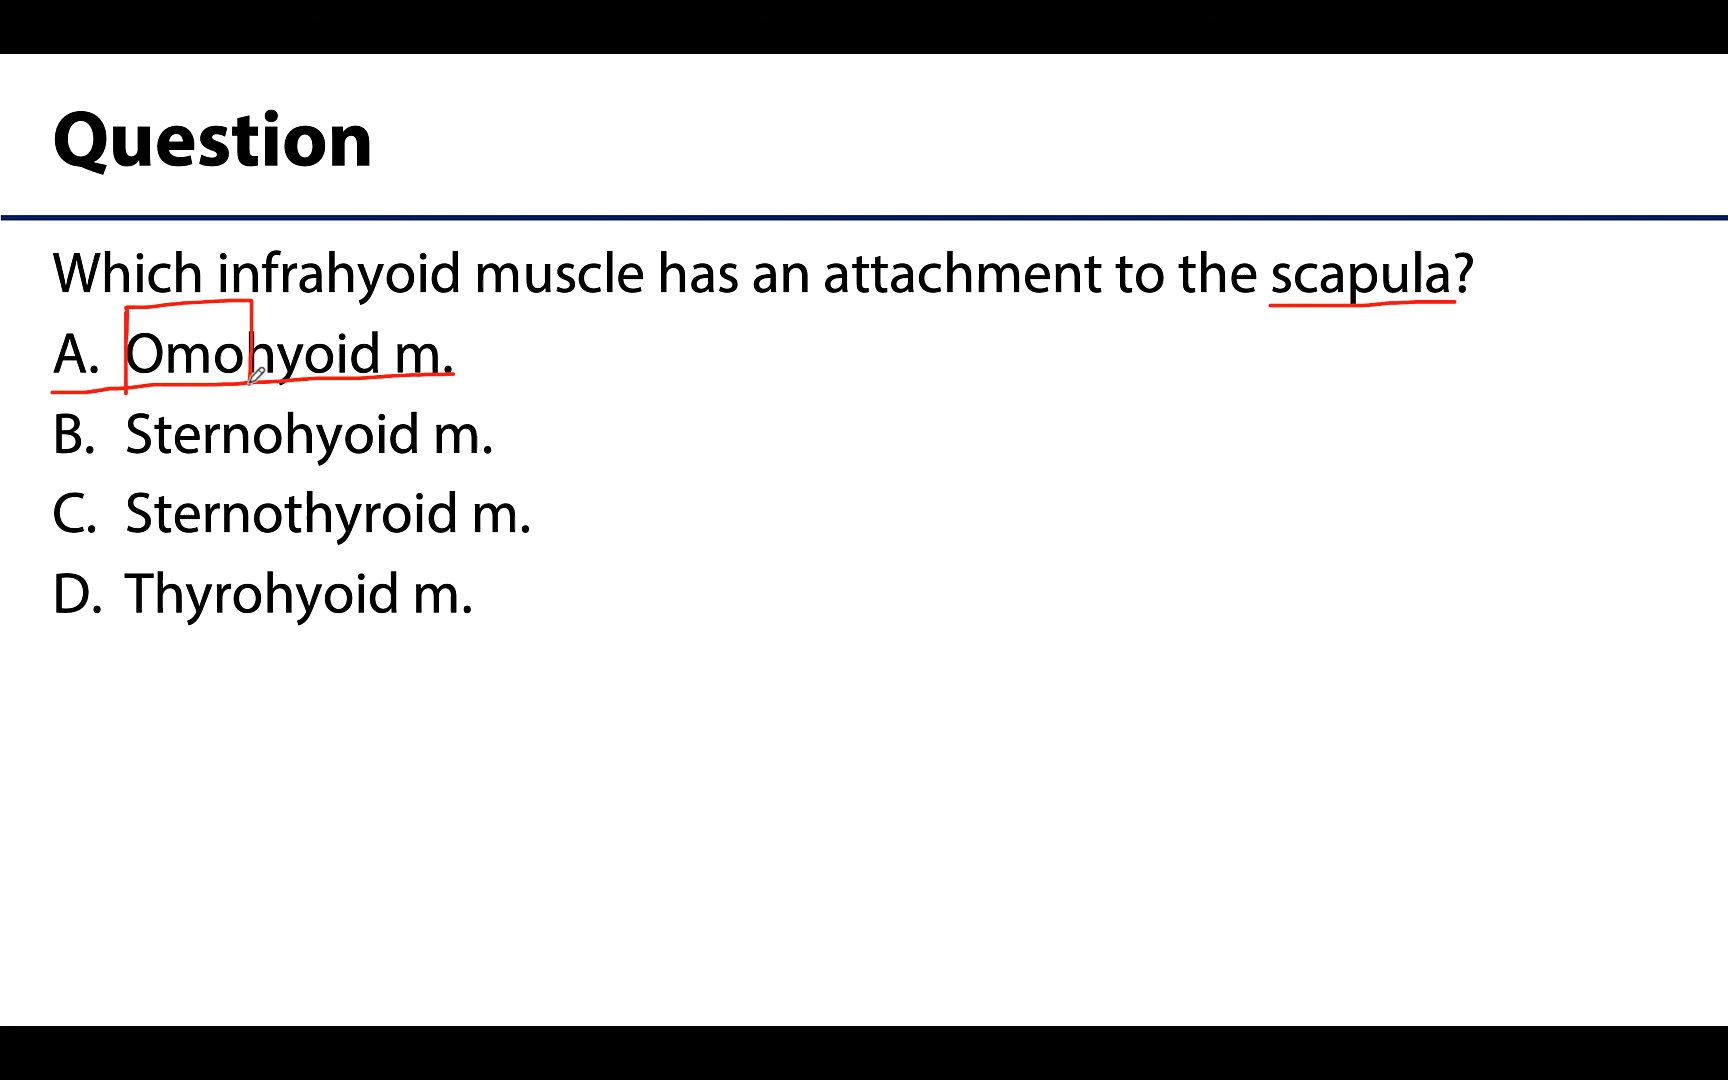 Question
Which infrahyoid muscle has an attachment to the scapula?
A. Omohyoid m.
B. Sternohyoid m.
C. Sternothyroid m.
D. Thyrohyoid m.